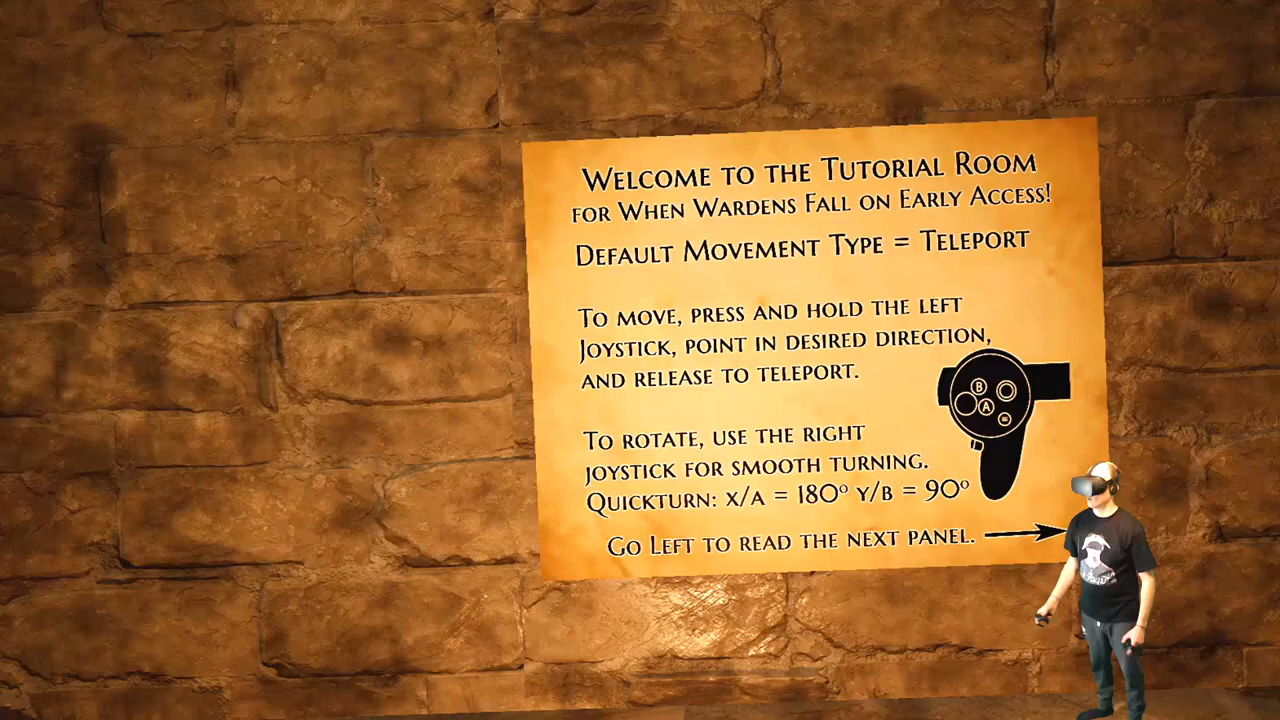 Welcome to the Tutorial Room
for When Wardens Fall on Early Access!
Default Movement Type = Teleport
To move, press and hold the left
Joystick, point in desired direction,
and release to teleport.
To rotate, use the right
joystick for smooth turning.
Quickturn: x/a = 180º y/b = 90º
Go Left to read the next panel.
B
A